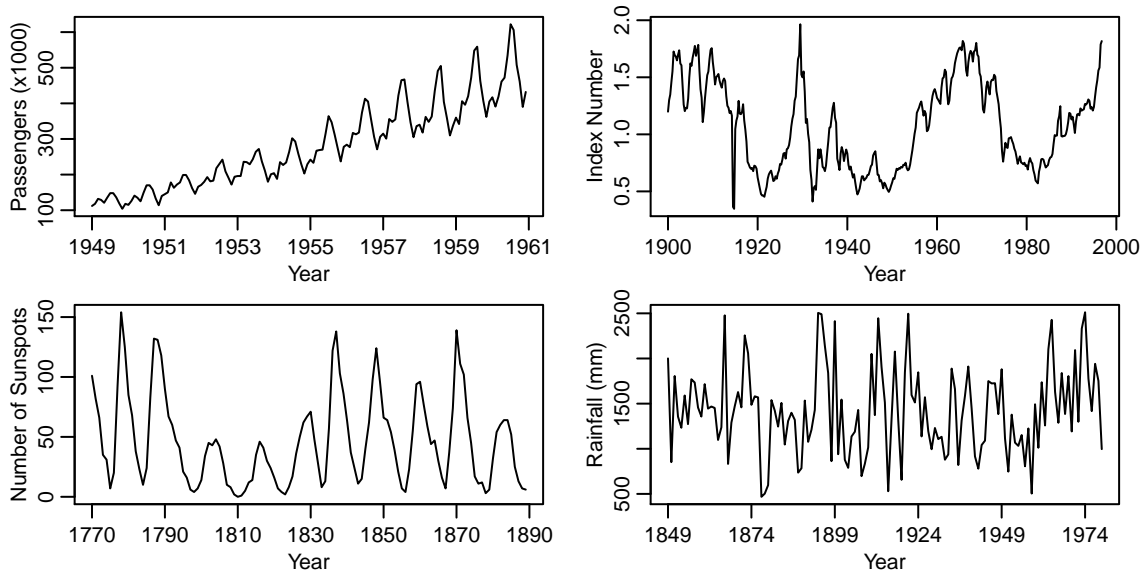 Passengers (x1000)
100 300 500
1949 1951 1953 1955 1957 1959 1961
Year
Index Number
0.5 1.0 1.5 2.0
1900 1920 1940 1960 1980 2000
Year
Number of Sunspots
0 50 100 150
1770 1790 1810 1830 1850 1870 1890
Year
Rainfall (mm)
500 1500 2500
1849 1874 1899 1924 1949 1974
Year